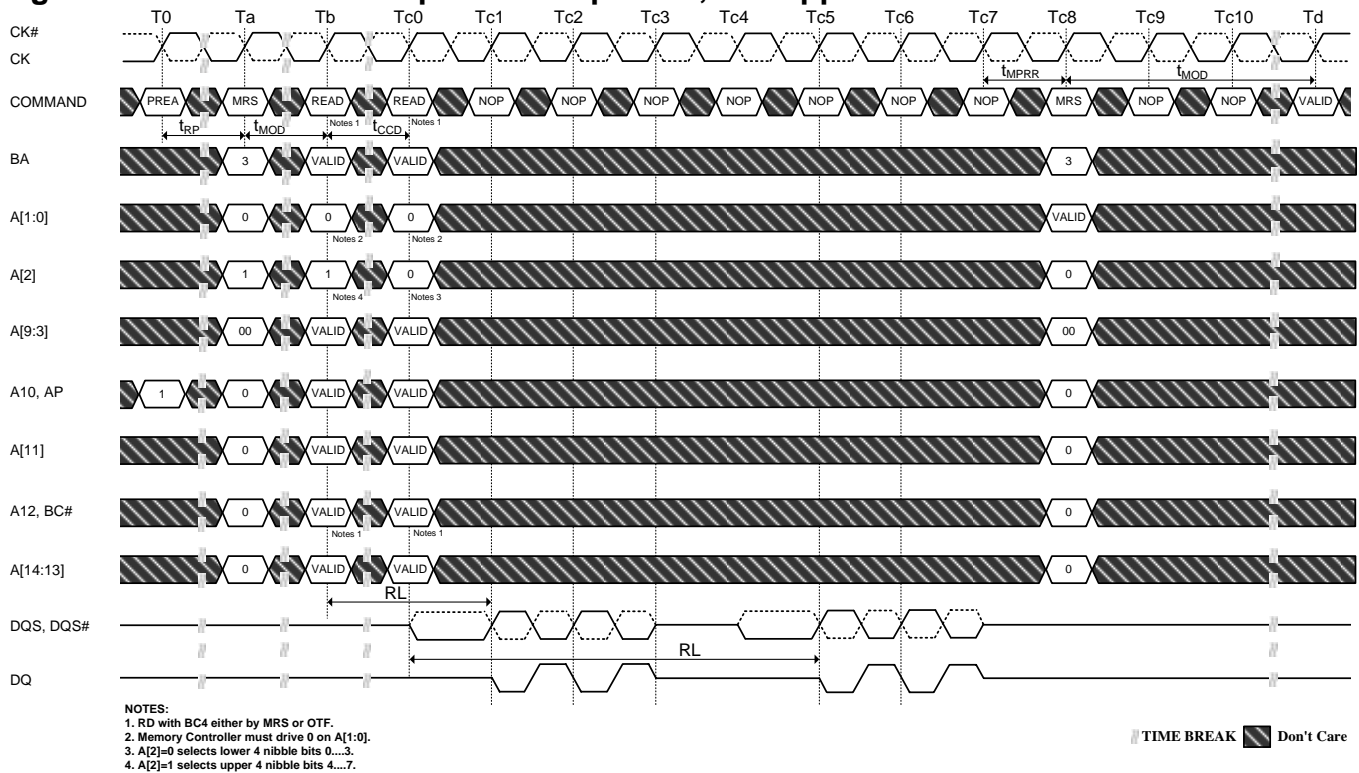 T0 Ta Tb Tc0 Tc1 Tc2 Tc3 Tc4 Tc5 Tc6 Tc7 Tc8 Tc9 Tc10 Td
CK#
CK
tMPRR tMOD
COMMAND PREA MRS READ READ NOP NOP NOP NOP NOP NOP NOP MRS NOP NOP VALID
Notes 1 Notes 1
tRP tMOD tCCD
BA 3 VALID VALID 3
A[1:0] 0 0 0 VALID
Notes 2 Notes 2
A[2] 1 1 0 0
Notes 4 Notes 3
A[9:3] 00 VALID VALID 00
A10, AP 1 0 VALID VALID 0
A[11] 0 VALID VALID 0
A12, BC# 0 VALID VALID 0
Notes 1 Notes 1
A[14:13] 0 VALID VALID 0
RL
DQS, DQS#
RL
DQ
NOTES:
1. RD with BC4 either by MRS or OTF.
2. Memory Controller must drive 0 on A[1:0].
3. A[2]=0 selects lower 4 nibble bits 0....3.
4. A[2]=1 selects upper 4 nibble bits 4....7.
TIME BREAK Don't Care